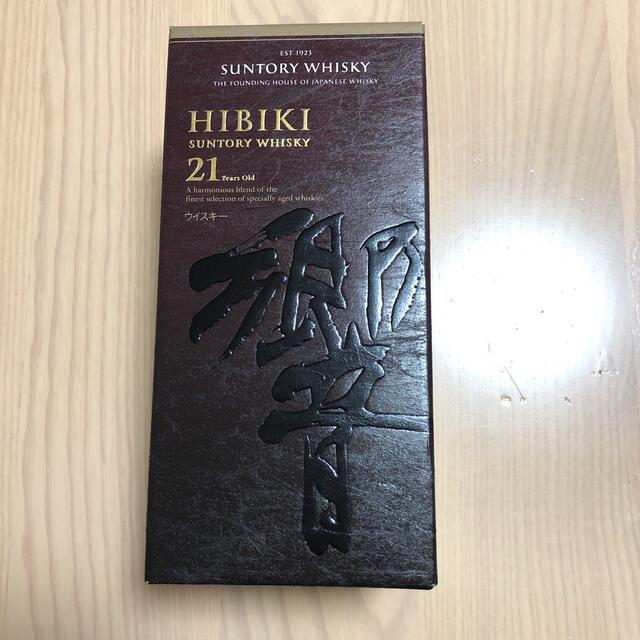 EST 1923
SUNTORY WHISKY
THE FOUNDING HOUSE OF JAPANESE WHISKY
HIBIKI
SUNTORY WHISKY
21 Years Old
A harmonious blend of the
finest selection of specially aged whiskies
ウイスキー
響